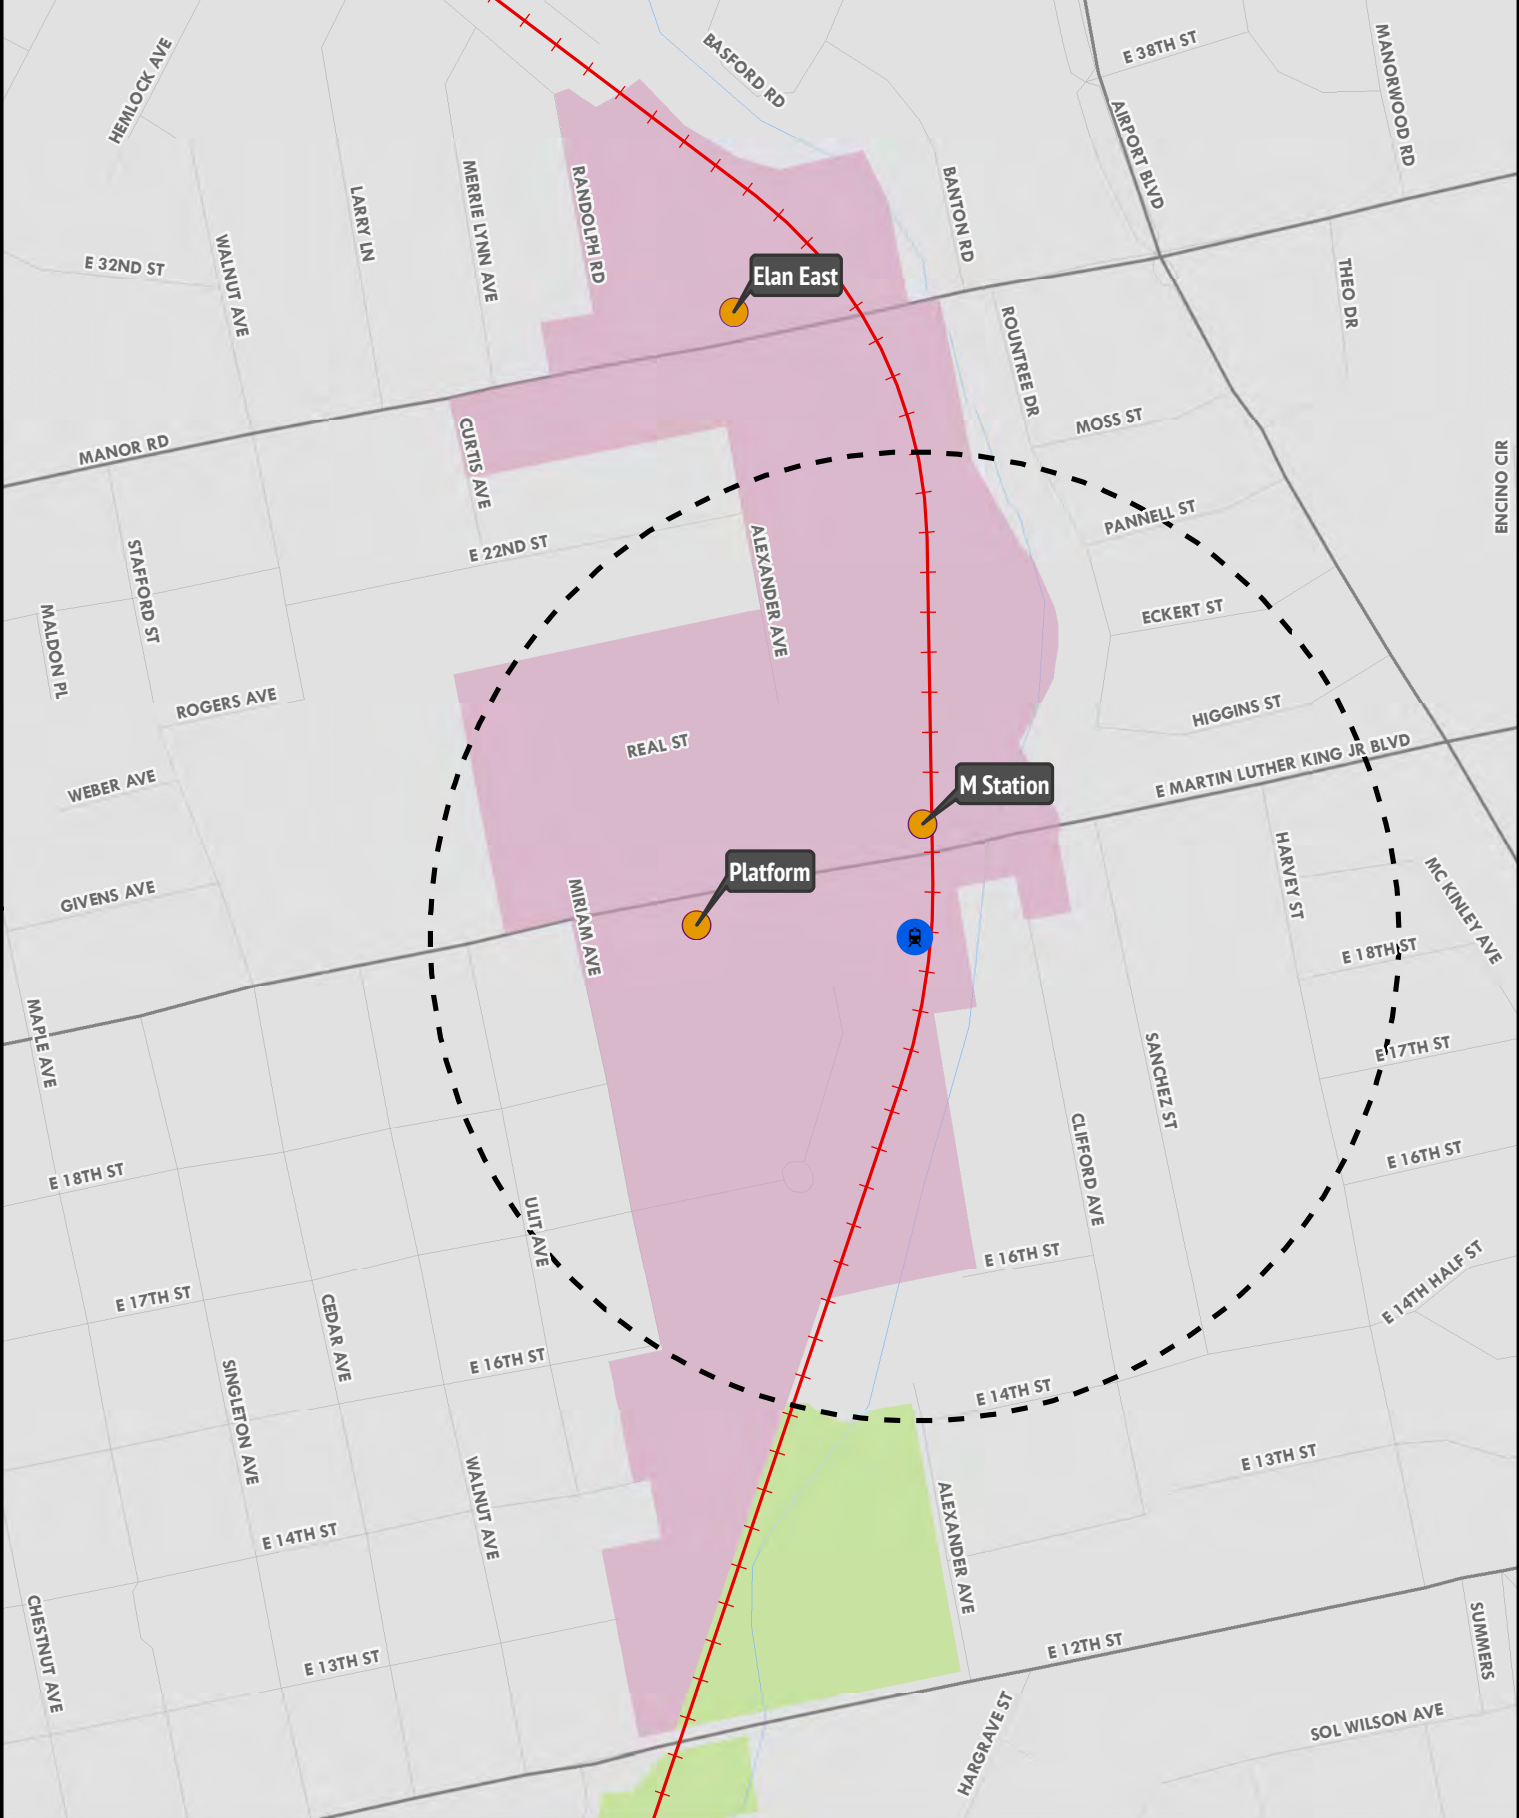 HEMLOCK AVE
BASFORD RD
E 38TH ST
MANORWOOD RD
AIRPORT BLVD
LARRY LN
MERRIE LYNN AVE
RANDOLPH RD
BANTON RD
WALNUT AVE
E 32ND ST
Elan East
THEO DR
ROUNTREE DR
MANOR RD
CURTIS AVE
MOSS ST
ENCINO CIR
E 22ND ST
PANNELL ST
ALEXANDER AVE
STAFFORD ST
MALDON PL
ECKERT ST
ROGERS AVE
HIGGINS ST
REAL ST
E MARTIN LUTHER KING JR BLVD
WEBER AVE
M Station
Platform
HARVEY ST
MC KINLEY AVE
GIVENS AVE
MIRIAM AVE
E 18TH ST
MAPLE AVE
SANCHEZ ST
E 17TH ST
CLIFFORD AVE
E 18TH ST
E 16TH ST
ULIT AVE
E 16TH ST
E 14TH HALF ST
E 17TH ST
CEDAR AVE
SINGLETON AVE
E 16TH ST
E 14TH ST
E 13TH ST
WALNUT AVE
ALEXANDER AVE
E 14TH ST
CHESTNUT AVE
E 13TH ST
E 12TH ST
SUMMERS
HARGRAVE ST
SOL WILSON AVE